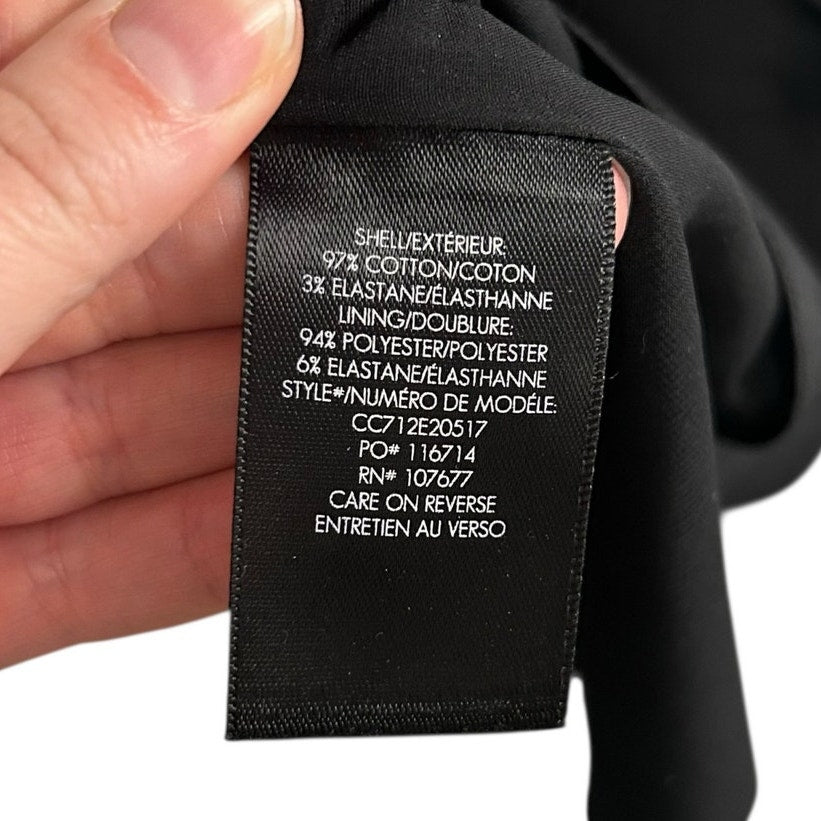 SHELL/EXTÉRIEUR:
97% COTTON/COTON
3% ELASTANE/ÉLASTHANNE
LINING/DOUBLURE:
94% POLYESTER/POLYESTER
6% ELASTANE/ÉLASTHANNE
STYLE#/NUMÉRO DE MODÉLE:
CC712E20517
PO# 116714
RN# 107677
CARE ON REVERSE
ENTRETIEN AU VERSO